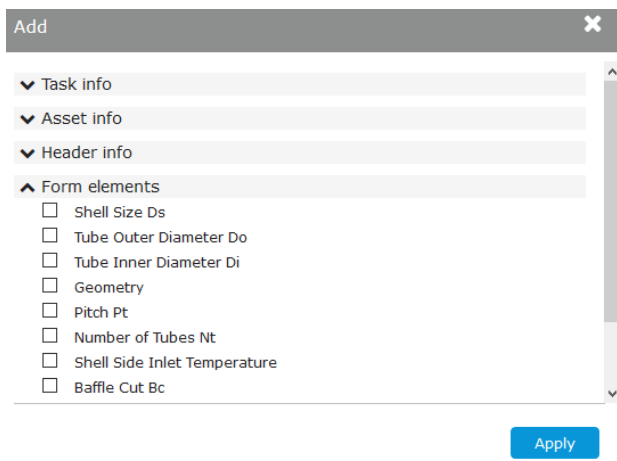 Add
Task info
Asset info
Header info
Form elements
Shell Size Ds
Tube Outer Diameter Do
Tube Inner Diameter Di
Geometry
Pitch Pt
Number of Tubes Nt
Shell Side Inlet Temperature
Baffle Cut Bc
Apply